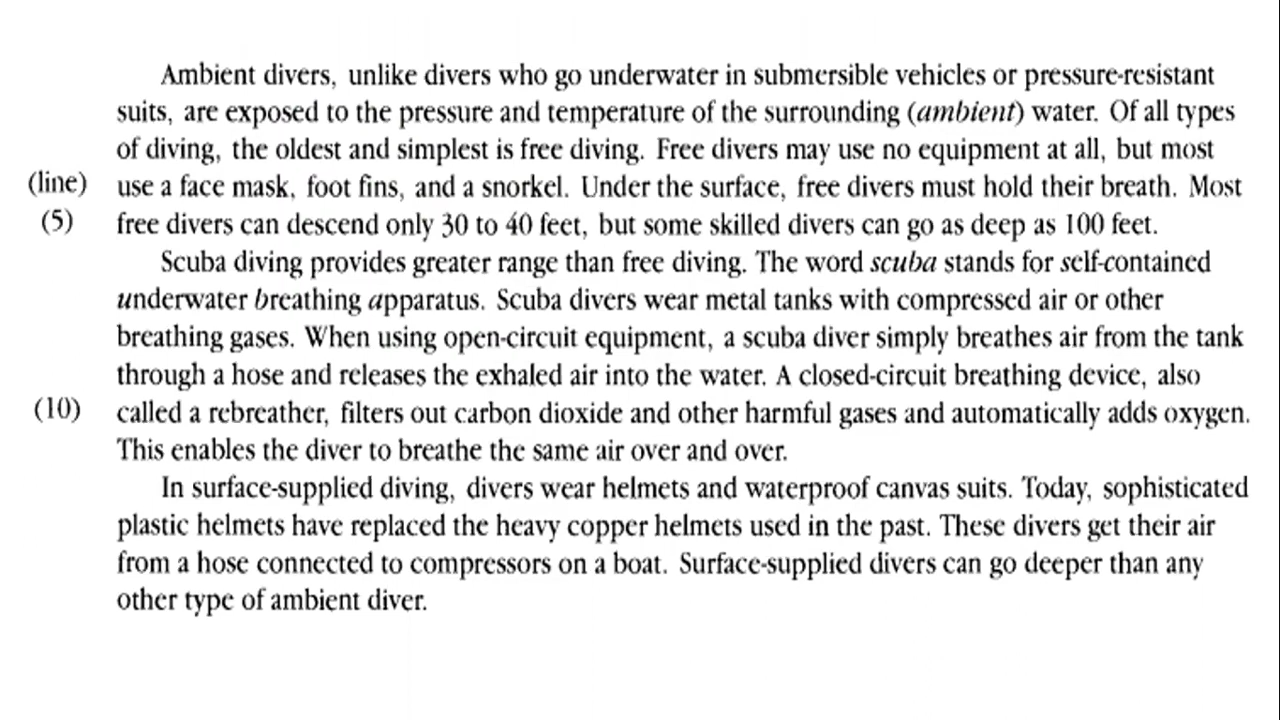 Ambient divers, unlike divers who go underwater in submersible vehicles or pressure-resistant
suits, are exposed to the pressure and temperature of the surrounding (ambient) water. Of all types
of diving, the oldest and simplest is free diving. Free divers may use no equipment at all, but most
(line) use a face mask, foot fins, and a snorkel. Under the surface, free divers must hold their breath. Most
(5) free divers can descend only 30 to 40 feet, but some skilled divers can go as deep as 100 feet.
Scuba diving provides greater range than free diving. The word scuba stands for self-contained
underwater breathing apparatus. Scuba divers wear metal tanks with compressed air or other
breathing gases. When using open-circuit equipment, a scuba diver simply breathes air from the tank
through a hose and releases the exhaled air into the water. A closed-circuit breathing device, also
(10) called a rebreather, filters out carbon dioxide and other harmful gases and automatically adds oxygen.
This enables the diver to breathe the same air over and over.
In surface-supplied diving, divers wear helmets and waterproof canvas suits. Today, sophisticated
plastic helmets have replaced the heavy copper helmets used in the past. These divers get their air
from a hose connected to compressors on a boat. Surface-supplied divers can go deeper than any
other type of ambient diver.